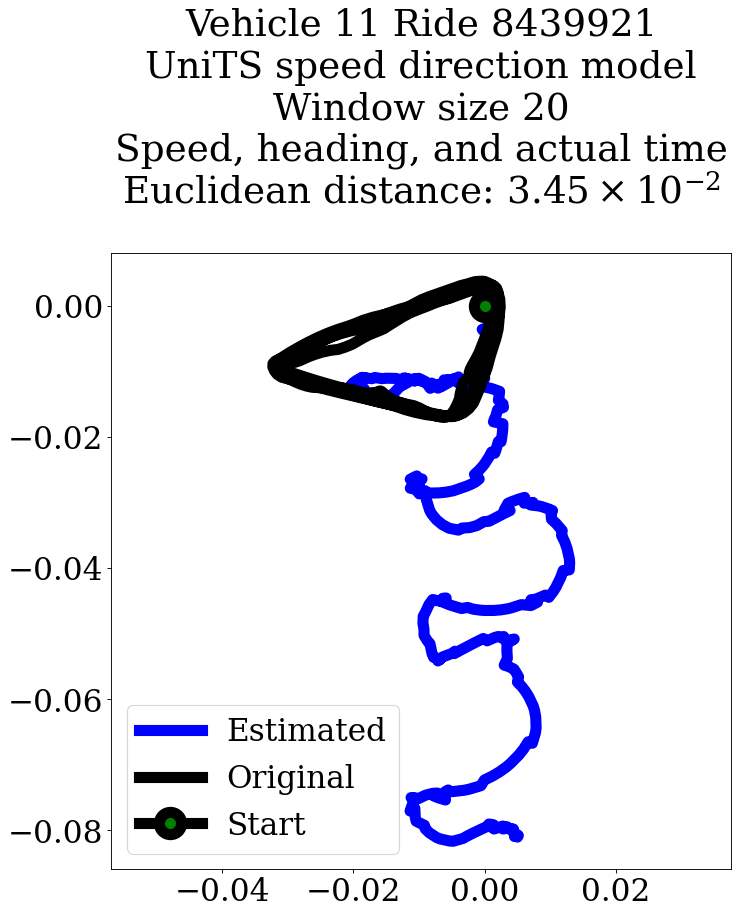 Vehicle 11 Ride 8439921
UniTS speed direction model
Window size 20
Speed, heading, and actual time
Euclidean distance: 3.45 × 10⁻²
0.00
−0.02
−0.04
−0.06
−0.08
Estimated
Original
Start
−0.04 −0.02 0.00 0.02